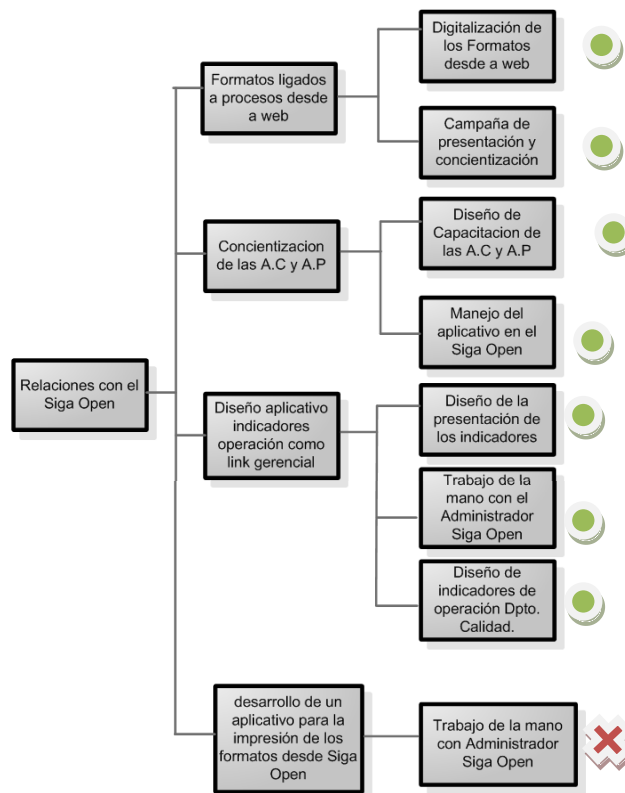 Digitalización de
los Formatos
desde a web
Formatos ligados
a procesos desde
a web
Campaña de
presentación y
concientización
Diseño de
Capacitacion de
las A.C y A.P
Concientizacion
de las A.C y A.P
Manejo del
aplicativo en el
Siga Open
Relaciones con el
Siga Open
Diseño aplicativo
indicadores
operación como
link gerencial
Diseño de la
presentación de
los indicadores
Trabajo de la
mano con el
Administrador
Siga Open
Diseño de
indicadores de
operación Dpto.
Calidad.
desarrollo de un
aplicativo para la
impresión de los
formatos desde Siga
Open
Trabajo de la mano
con Administrador
Siga Open